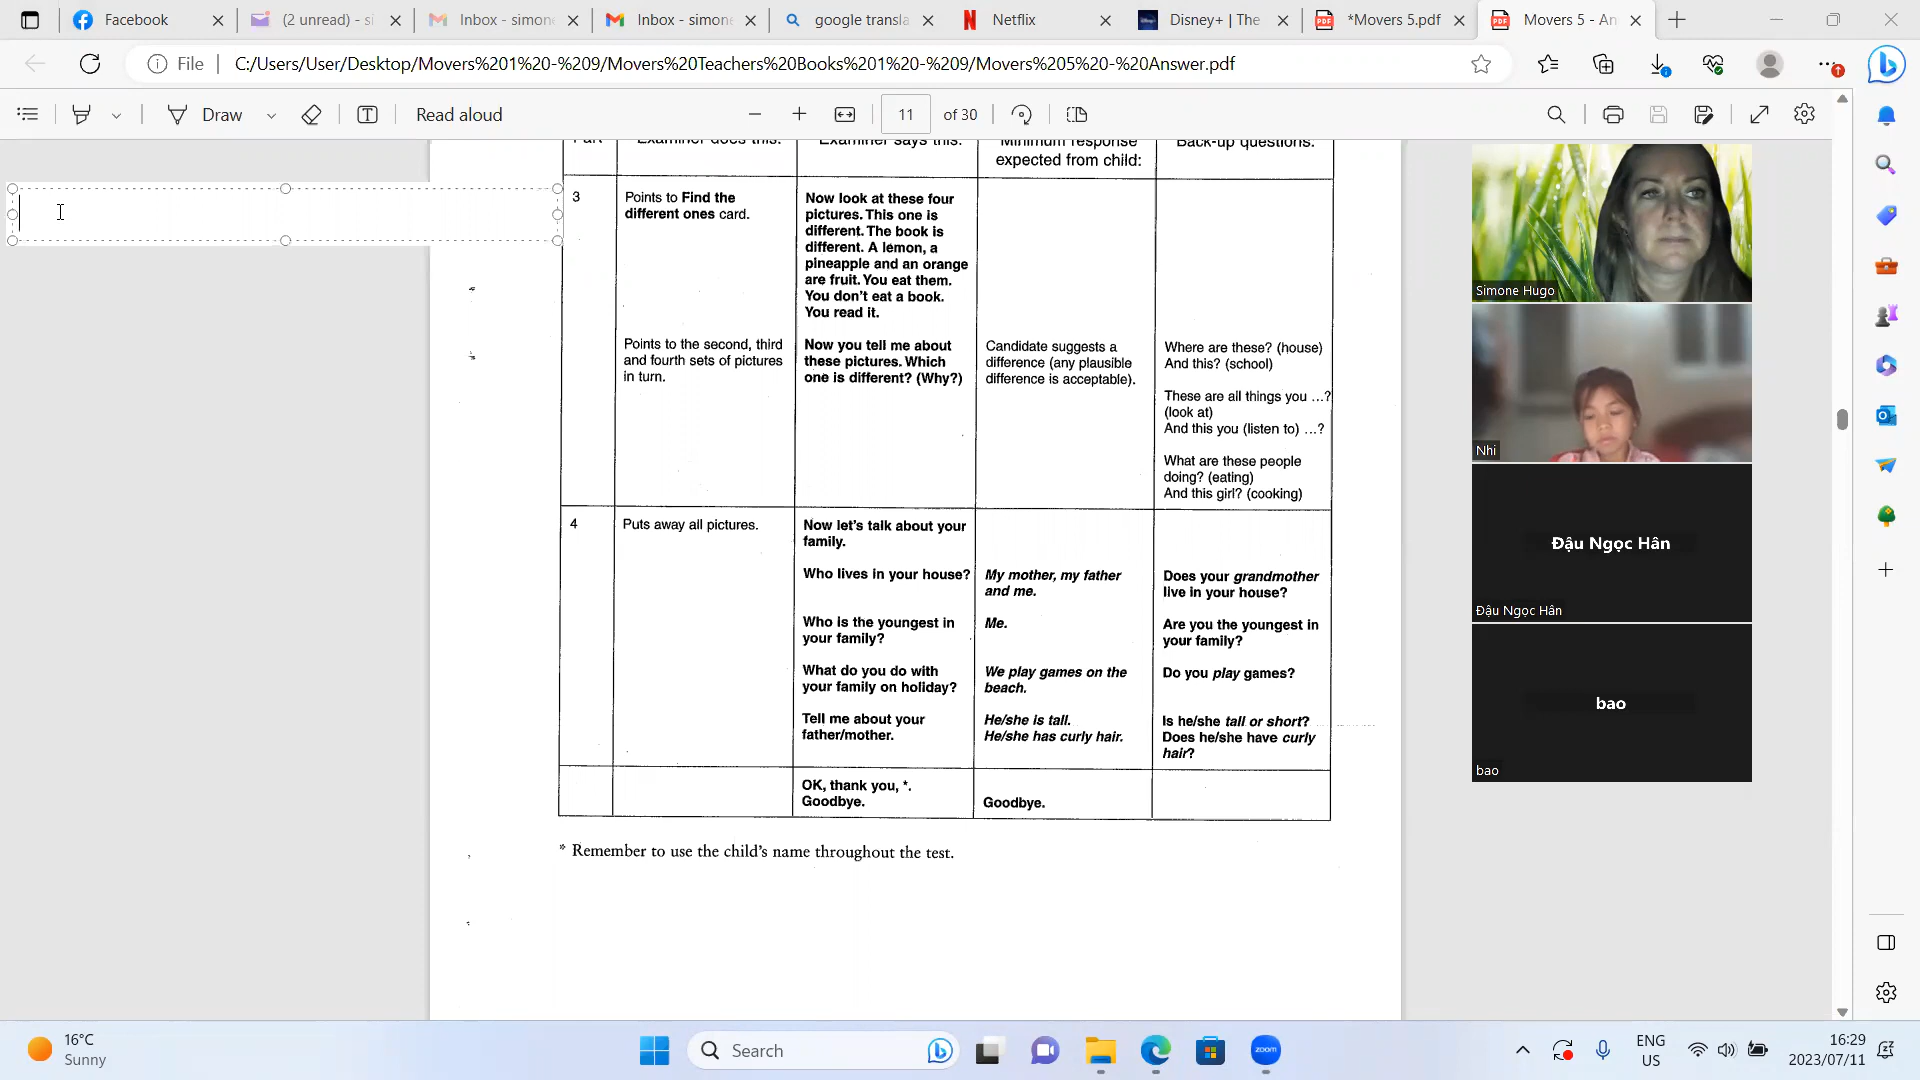 Facebook
(2 unread) - si
Inbox - simon
Inbox - simon
google transla
Netflix
Disney+ | The
*Movers 5.pdf
Movers 5 - An
File
C:/Users/User/Desktop/Movers%201%20-%209/Movers%20Teachers%20Books%201%20-%209/Movers%205%20-%20Answer.pdf
Draw
Read aloud
11
of 30
Examiner does this:
Examiner says this:
Minimum response
expected from child:
Back-up questions:
3
Points to Find the
different ones card.
Now look at these four
pictures. This one is
different. The book is
different. A lemon, a
pineapple and an orange
are fruit. You eat them.
You don't eat a book.
You read it.
Points to the second, third
and fourth sets of pictures
in turn.
Now you tell me about
these pictures. Which
one is different? (Why?)
Candidate suggests a
difference (any plausible
difference is acceptable).
Where are these? (house)
And this? (school)
These are all things you ...?
(look at)
And this you (listen to) ...?
What are these people
doing? (eating)
And this girl? (cooking)
4
Puts away all pictures.
Now let's talk about your
family.
Who lives in your house?
My mother, my father
and me.
Does your grandmother
live in your house?
Who is the youngest in
your family?
Me.
Are you the youngest in
your family?
What do you do with
your family on holiday?
We play games on the
beach.
Do you play games?
Tell me about your
father/mother.
He/she is tall.
He/she has curly hair.
Is he/she tall or short?
Does he/she have curly
hair?
OK, thank you, *.
Goodbye.
Goodbye.
* Remember to use the child's name throughout the test.
Simone Hugo
Nhi
Đậu Ngọc Hân
Đậu Ngọc Hân
bao
bao
16°C
Sunny
Search
zoom
ENG
US
16:29
2023/07/11